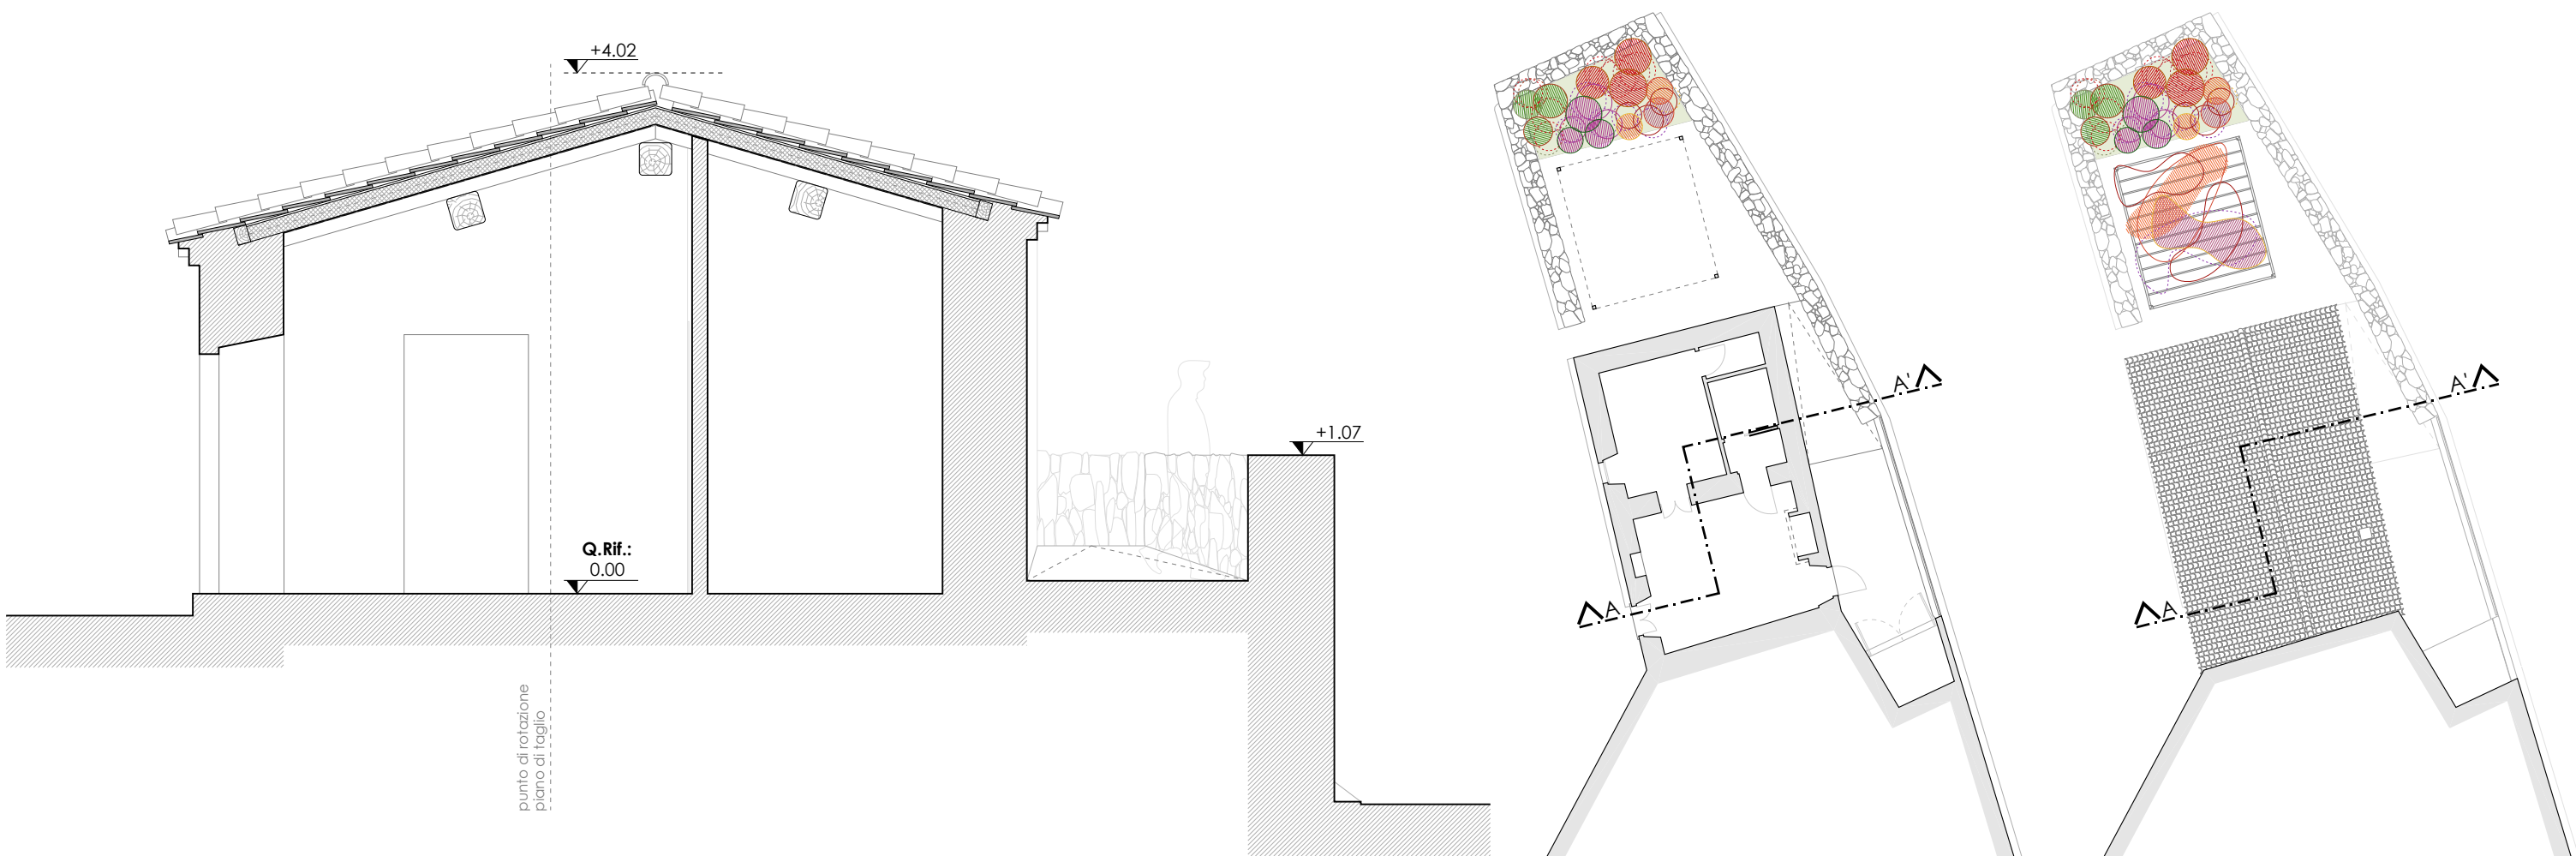 +4.02
+1.07
Q.Rif.:
0.00
punto di rotazione
piano di taglio
A'
A
A'
A